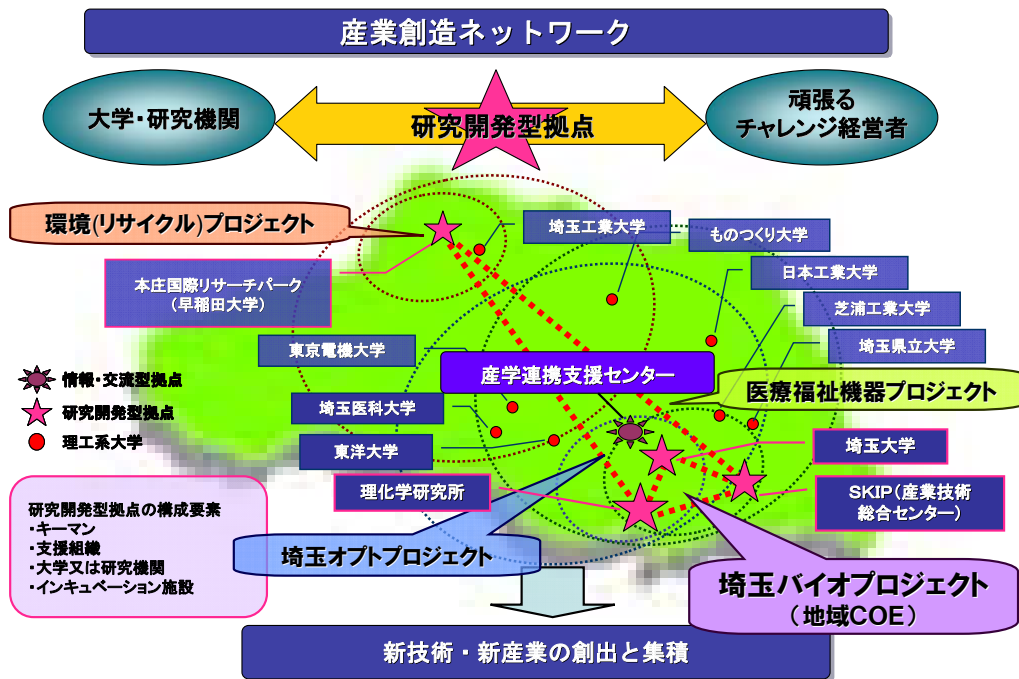 産業創造ネットワーク
大学・研究機関
研究開発型拠点
頑張る
チャレンジ経営者
環境(リサイクル)プロジェクト
埼玉工業大学
ものつくり大学
本庄国際リサーチパーク
(早稲田大学)
日本工業大学
芝浦工業大学
東京電機大学
埼玉県立大学
産学連携支援センター
情報・交流型拠点
医療福祉機器プロジェクト
研究開発型拠点
埼玉医科大学
理工系大学
東洋大学
埼玉大学
理化学研究所
SKIP(産業技術
総合センター)
研究開発型拠点の構成要素
・キーマン
・支援組織
・大学又は研究機関
・インキュベーション施設
埼玉オプトプロジェクト
埼玉バイオプロジェクト
(地域COE)
新技術・新産業の創出と集積